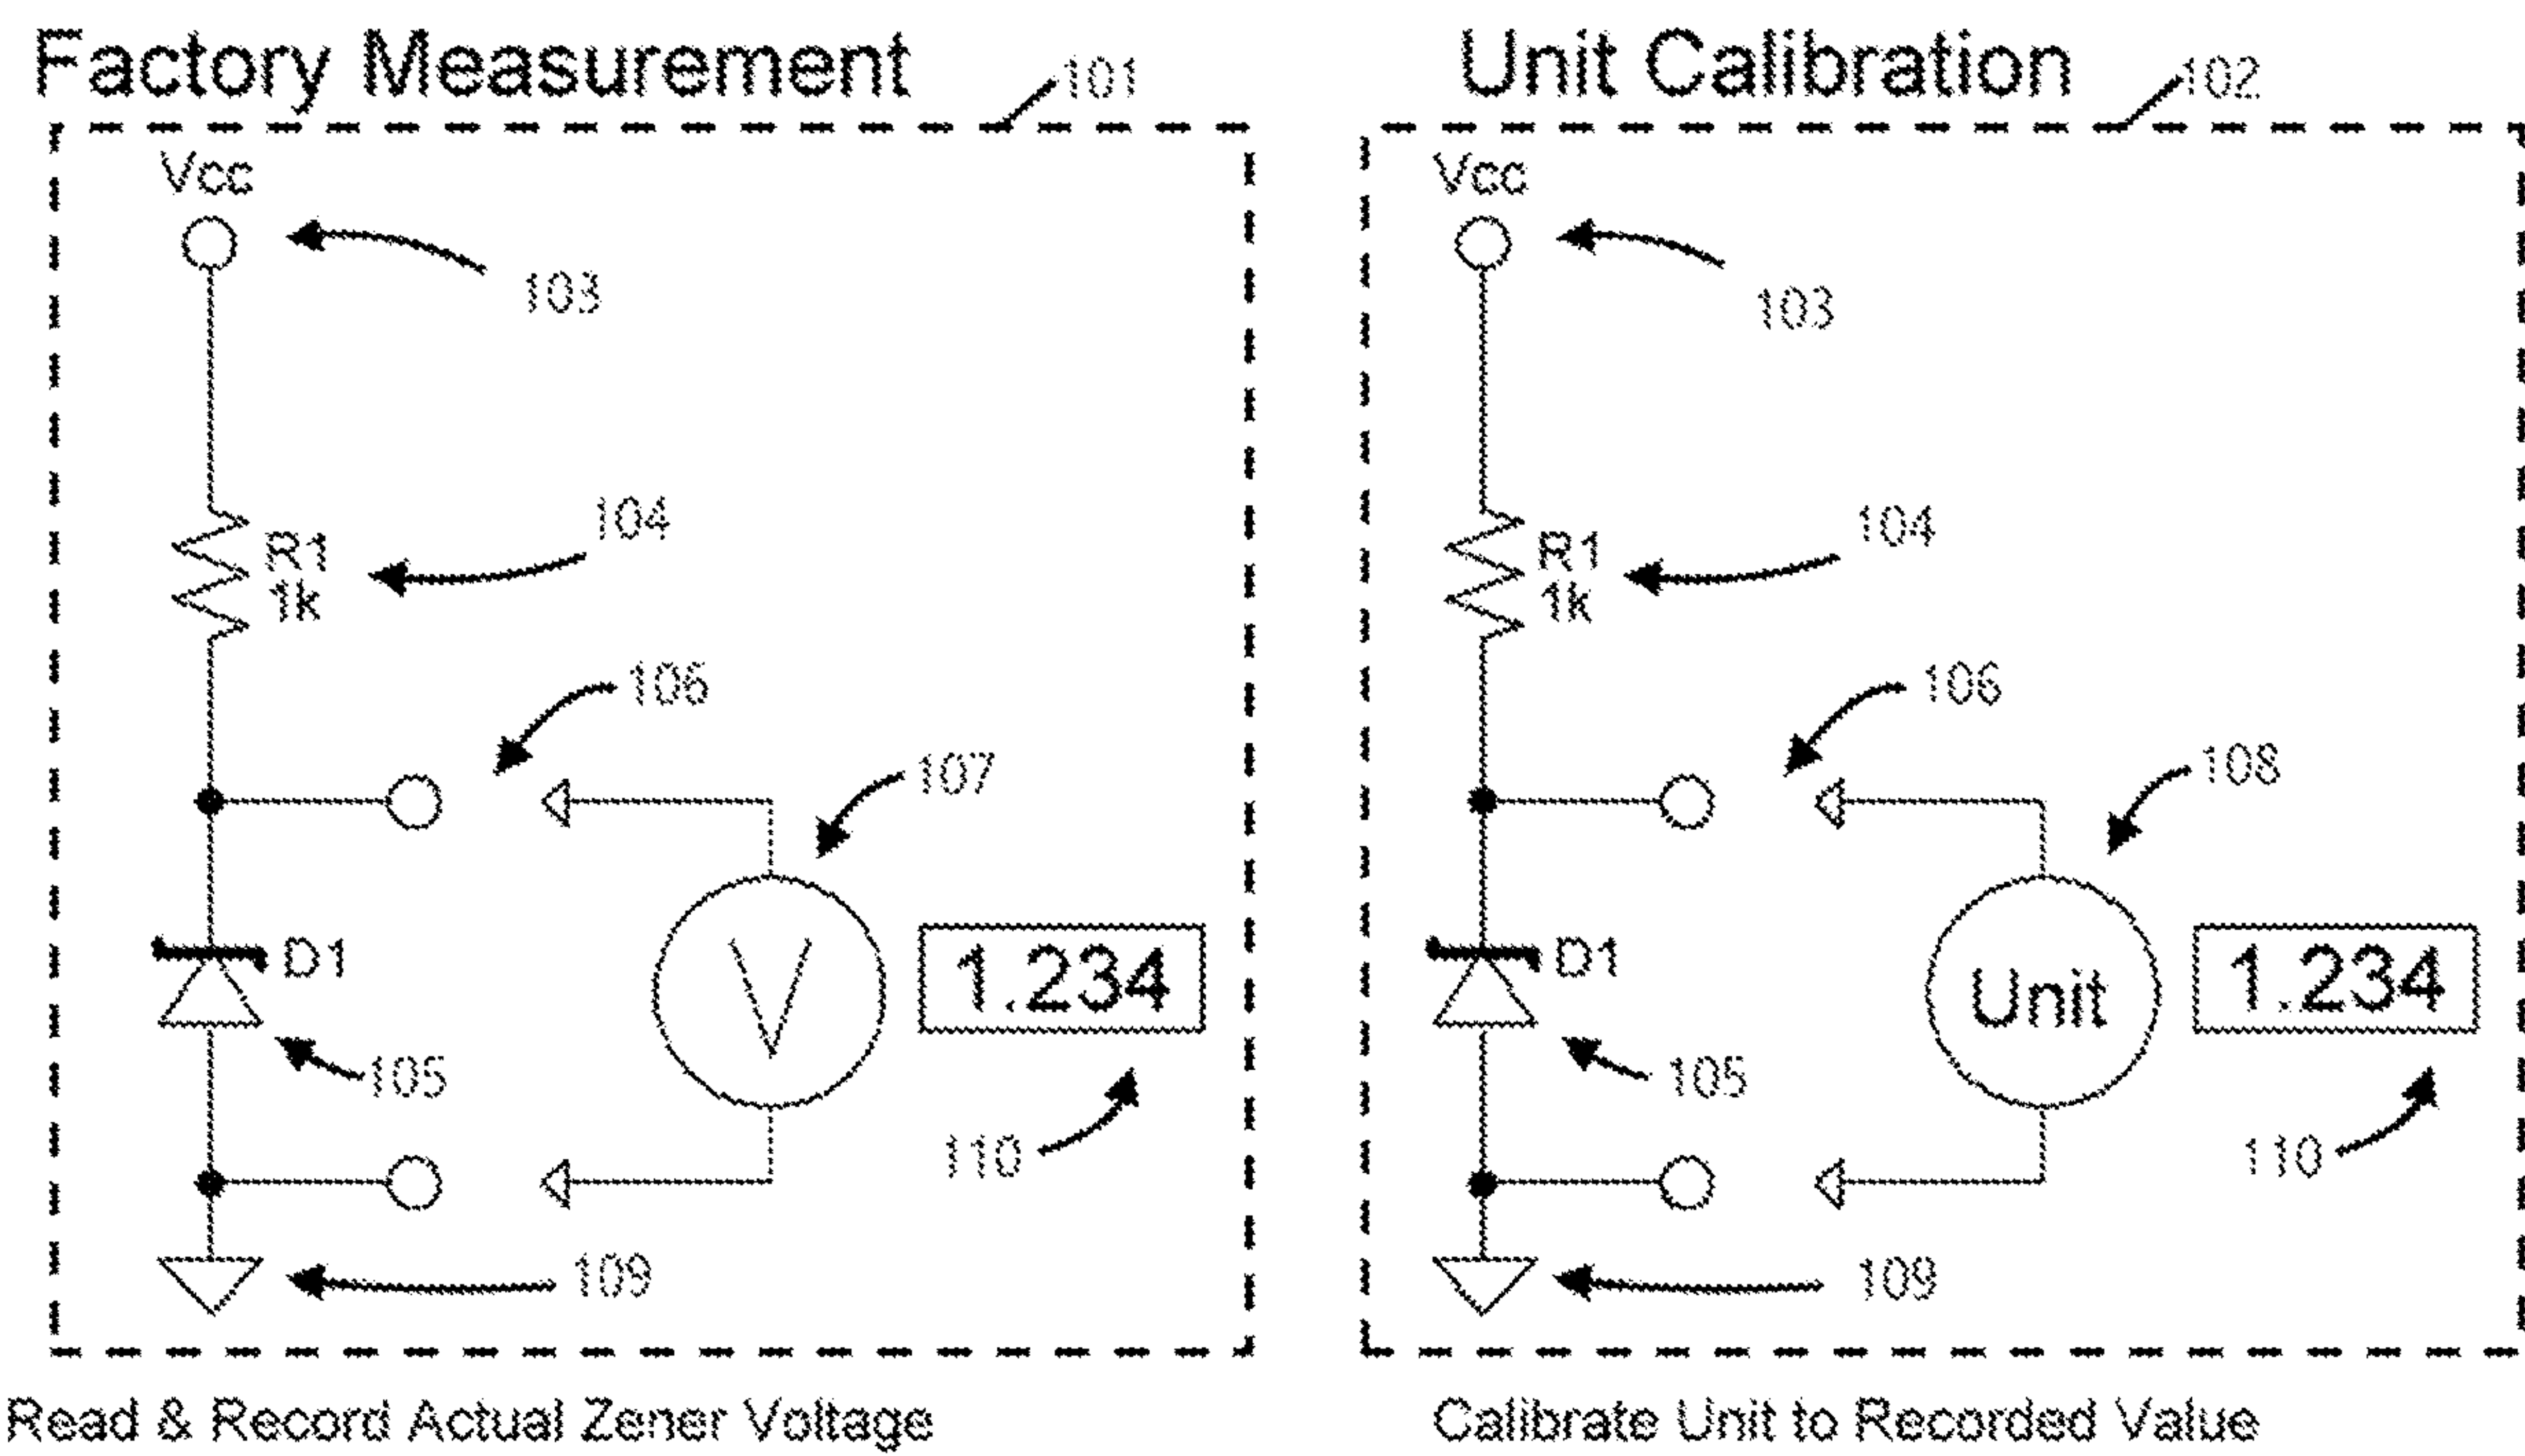 Factory Measurement
101
Vcc
103
104
R1
1k
106
107
D1
V
1.234
105
110
109
Read & Record Actual Zener Voltage
Unit Calibration
102
Vcc
103
104
R1
1k
106
108
D1
Unit
1.234
105
110
109
Calibrate Unit to Recorded Value